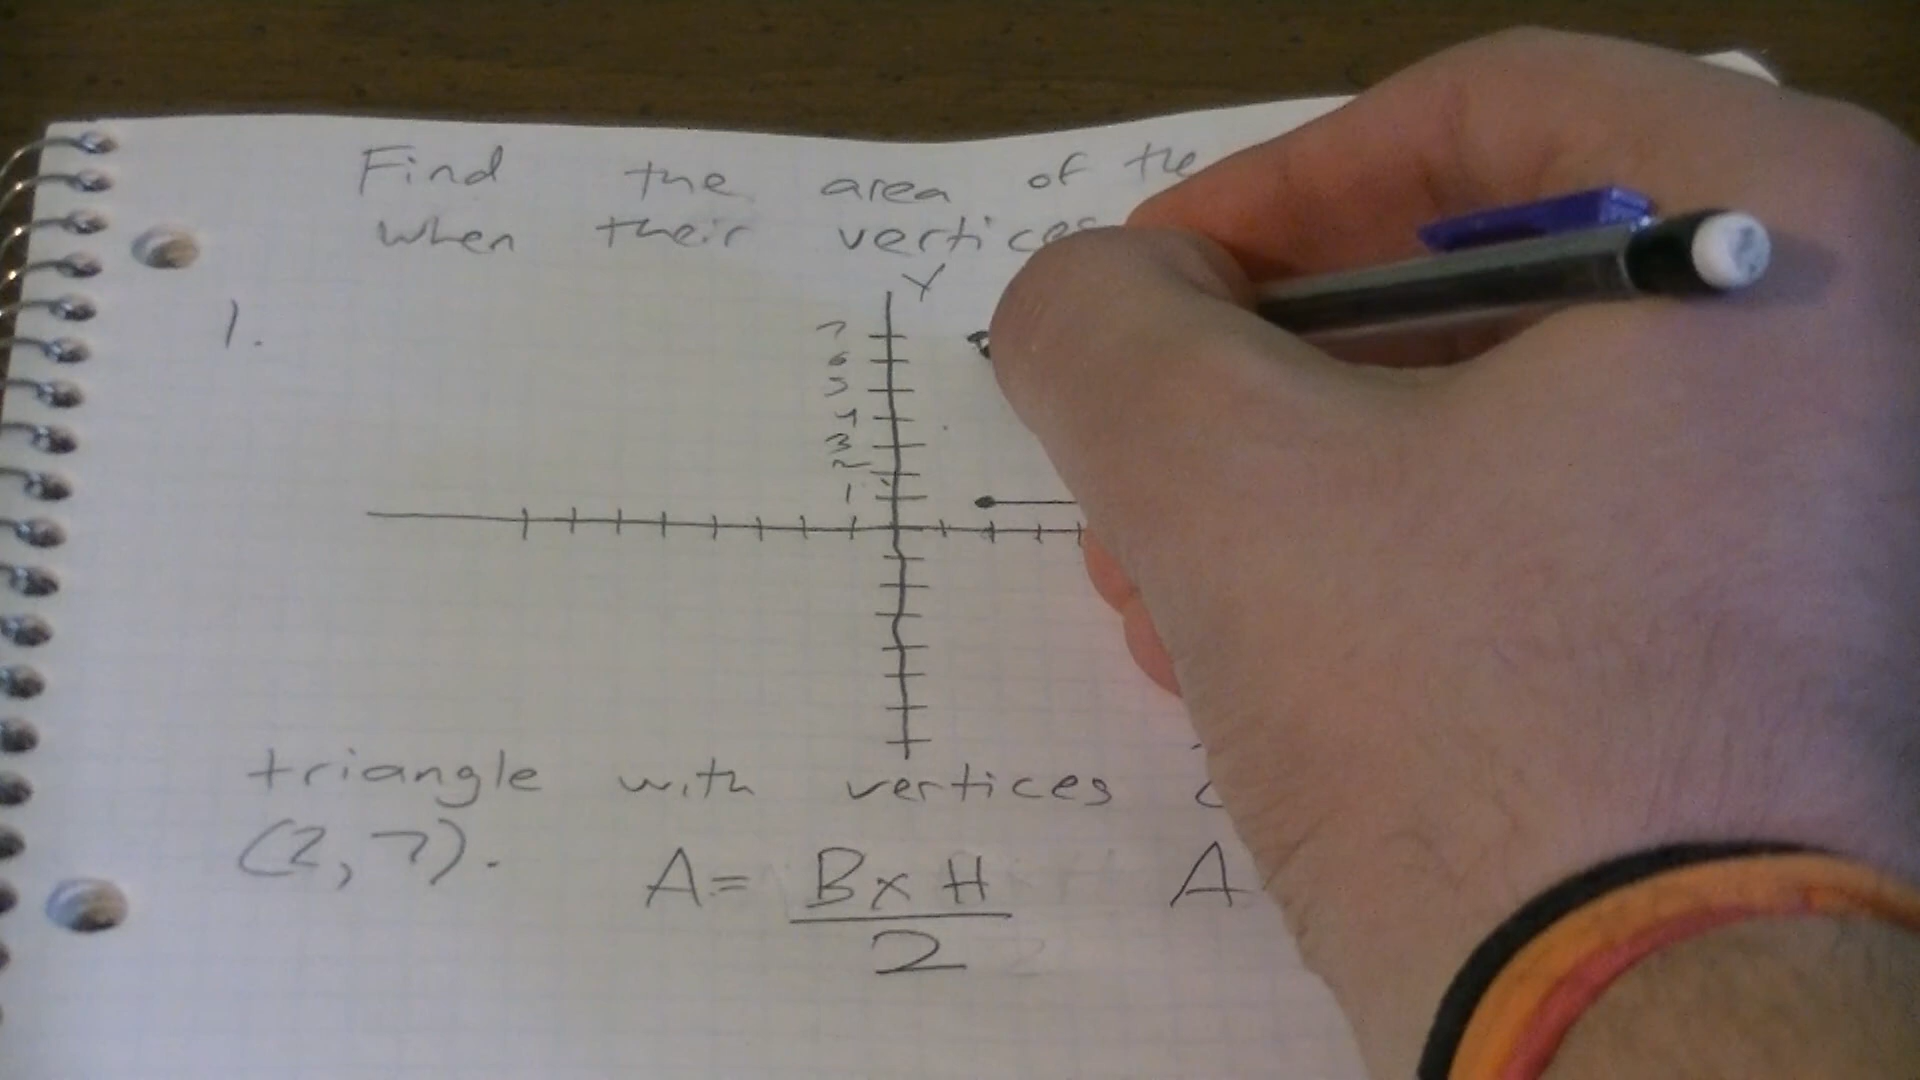 Find the area of the
when their vertices
Y
1.
7
6
5
4
3
2
1
triangle with vertices
(2,7).
A = B x H
2
A